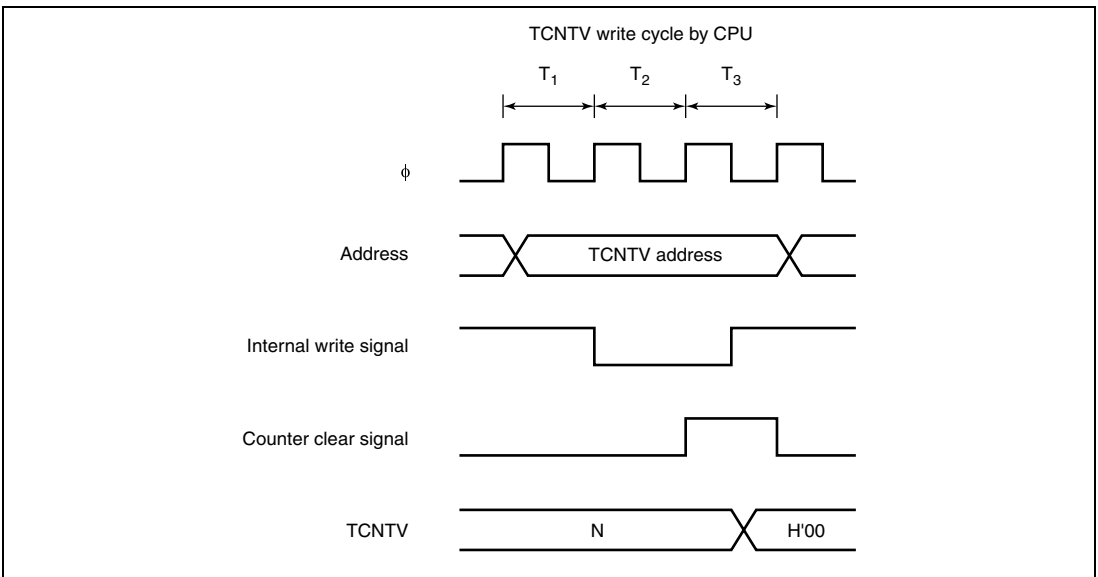 TCNTV write cycle by CPU
T1 T2 T3
φ
Address TCNTV address
Internal write signal
Counter clear signal
TCNTV N H'00